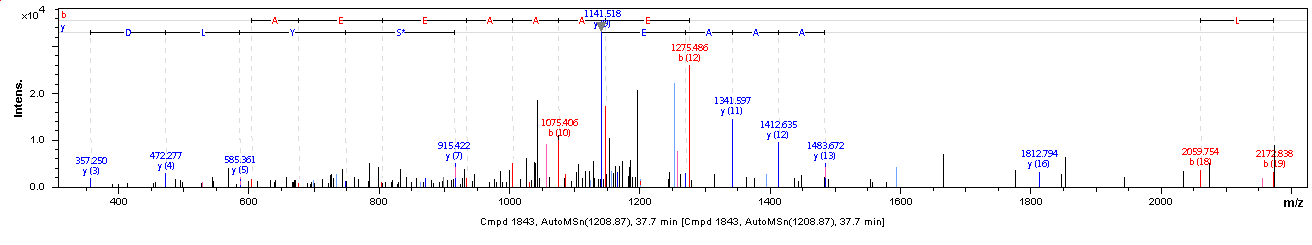 x10⁴
b A E E A A A E L
y D L Y S* E A A A
1141.518
y (9)
1275.486
b (12)
1341.597
y (11)
1075.406
b (10)
1412.635
y (12)
1483.672
y (13)
915.422
y (7)
472.277
y (4)
357.250
y (3)
585.361
y (5)
1812.794
y (16)
2059.754
b (18)
2172.838
b (19)
Intens.
2.0
1.0
0.0
400 600 800 1000 1200 1400 1600 1800 2000 m/z
Cmpd 1843, AutoMSn(1208.87), 37.7 min [Cmpd 1843, AutoMSn(1208.87), 37.7 min]